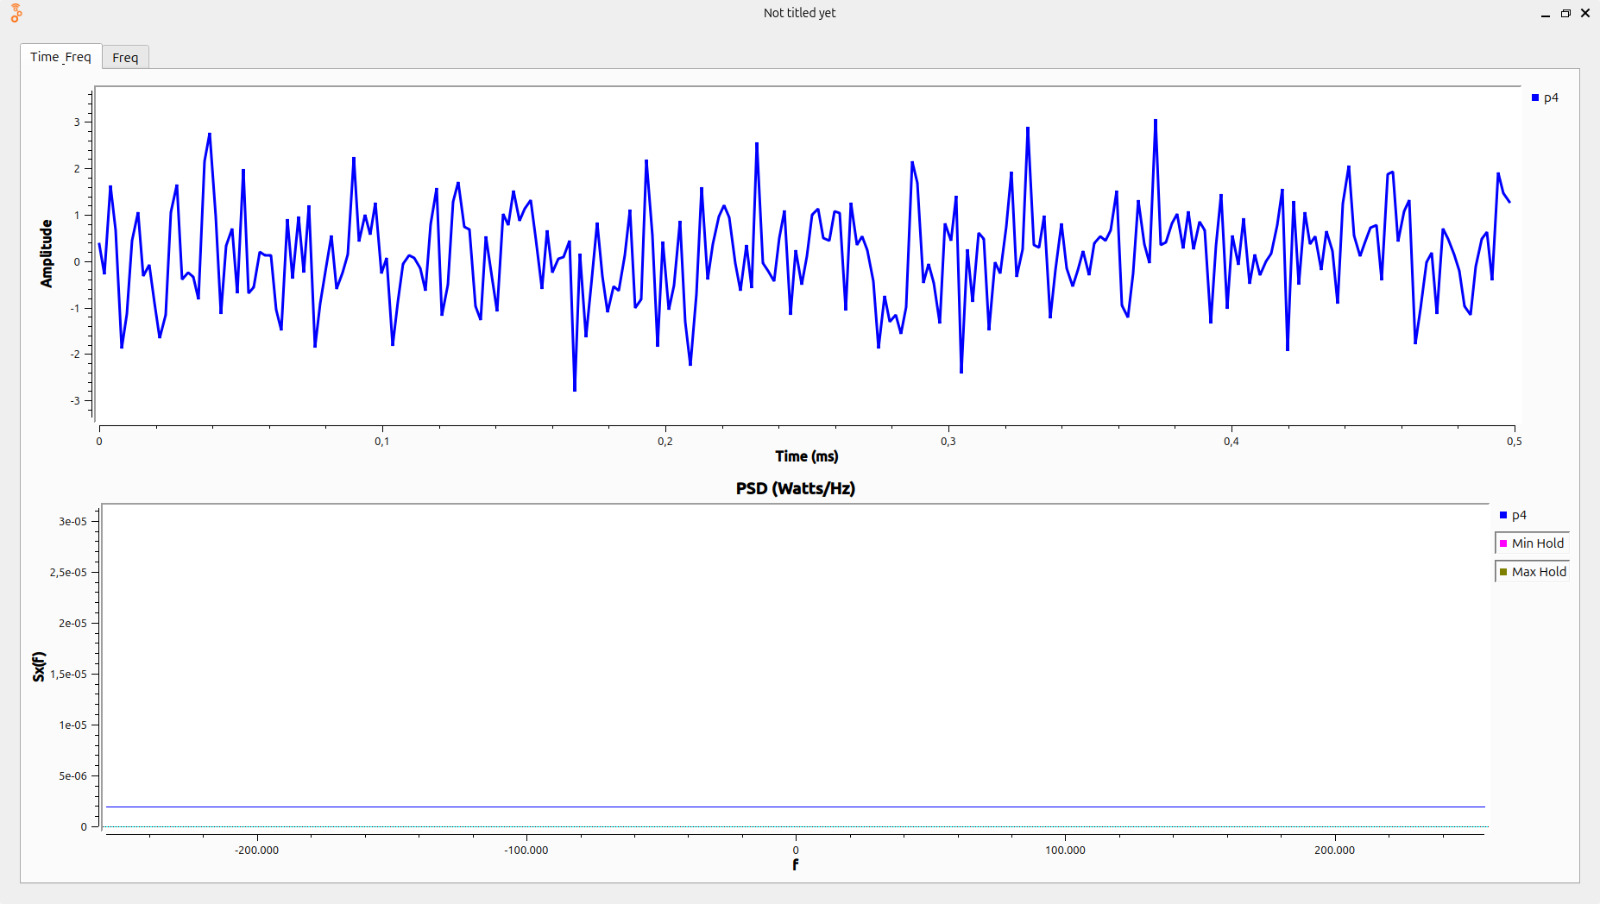 Not titled yet
Time_Freq
Freq
p4
3
2
1
0
-1
-2
-3
Amplitude
0
0,1
0,2
0,3
0,4
0,5
Time (ms)
PSD (Watts/Hz)
p4
Min Hold
Max Hold
3e-05
2,5e-05
2e-05
1,5e-05
1e-05
5e-06
0
Sx(f)
-200.000
-100.000
0
100.000
200.000
f